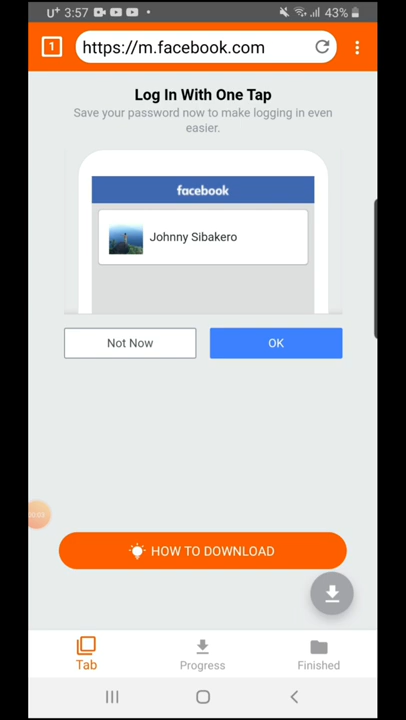 U+ 3:57 43%
1 https://m.facebook.com
Log In With One Tap
Save your password now to make logging in even
easier.
facebook
Johnny Sibakero
Not Now OK
HOW TO DOWNLOAD
Tab Progress Finished